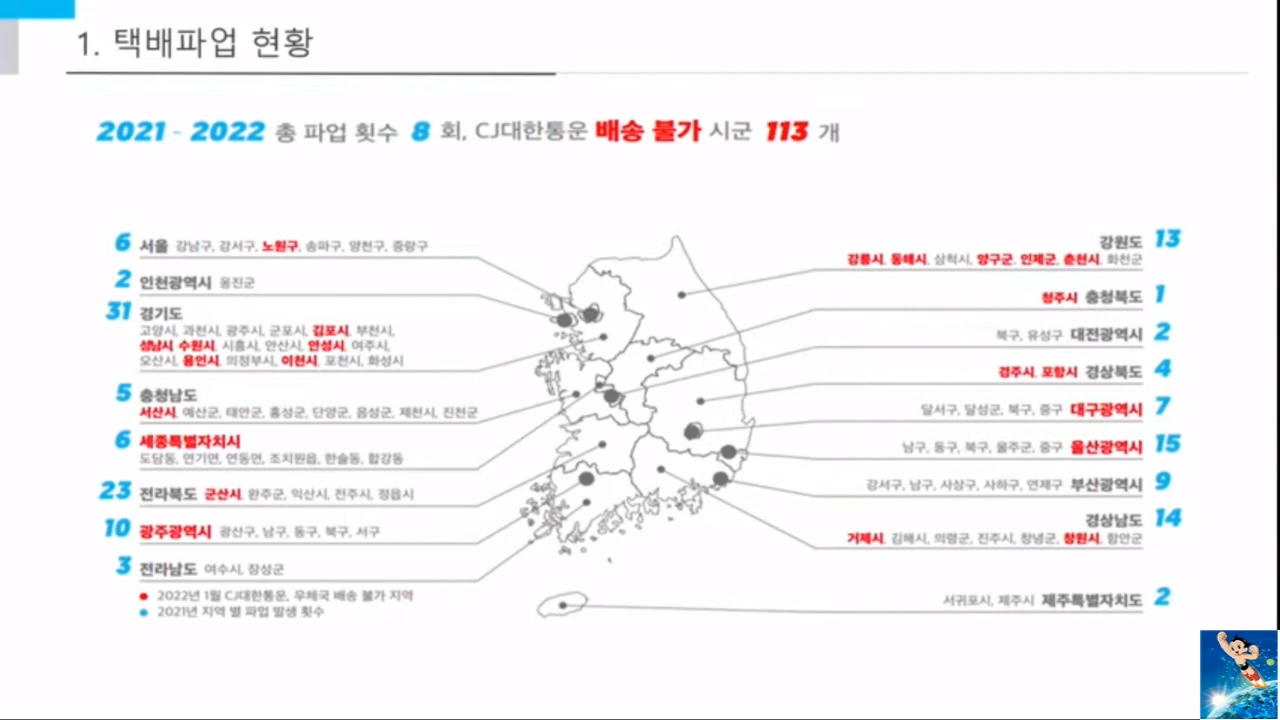 1. 택배파업 현황
2021 - 2022 총 파업 횟수 8 회, CJ대한통운 배송 불가 시군 113 개
6 서울 강남구, 강서구, 노원구, 송파구, 양천구, 중랑구
2 인천광역시 옹진군
31 경기도
고양시, 과천시, 광주시, 군포시, 김포시, 부천시,
성남시, 수원시, 시흥시, 안산시, 안성시, 여주시,
오산시, 용인시, 의정부시, 이천시, 포천시, 화성시
5 충청남도
서산시, 예산군, 태안군, 홍성군, 단양군, 음성군, 제천시, 진천군
6 세종특별자치시
도담동, 연기면, 연동면, 조치원읍, 한솔동, 합강동
23 전라북도 군산시, 완주군, 익산시, 전주시, 정읍시
10 광주광역시 광산구, 남구, 동구, 북구, 서구
3 전라남도 여수시, 장성군
2022년 1월 CJ대한통운, 우체국 배송 불가 지역
2021년 지역 별 파업 발생 횟수
강원도 13
강릉시, 동해시, 삼척시, 양구군, 인제군, 춘천시, 화천군
청주시 충청북도 1
북구, 유성구 대전광역시 2
경주시, 포항시 경상북도 4
달서구, 달성군, 북구, 중구 대구광역시 7
남구, 동구, 북구, 울주군, 중구 울산광역시 15
강서구, 남구, 사상구, 사하구, 연제구 부산광역시 9
경상남도 14
거제시, 김해시, 의령군, 진주시, 창녕군, 창원시, 함안군
서귀포시, 제주시 제주특별자치도 2